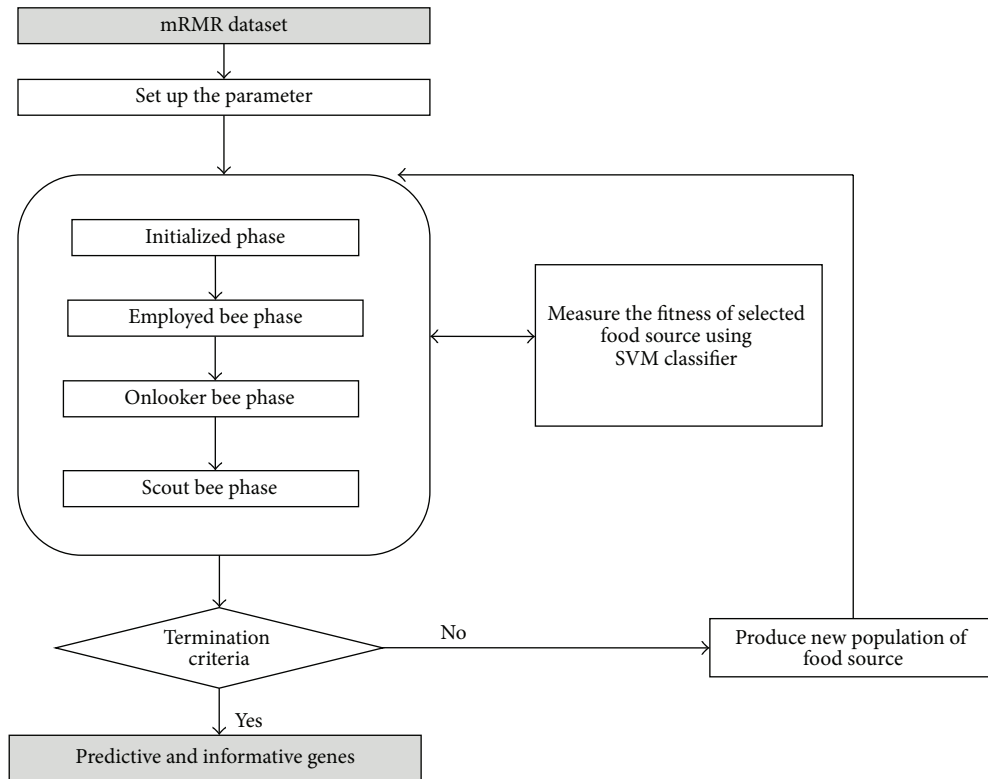 mRMR dataset
Set up the parameter
Initialized phase
Employed bee phase
Onlooker bee phase
Scout bee phase
Measure the fitness of selected
food source using
SVM classifier
Termination
criteria
No
Produce new population of
food source
Yes
Predictive and informative genes